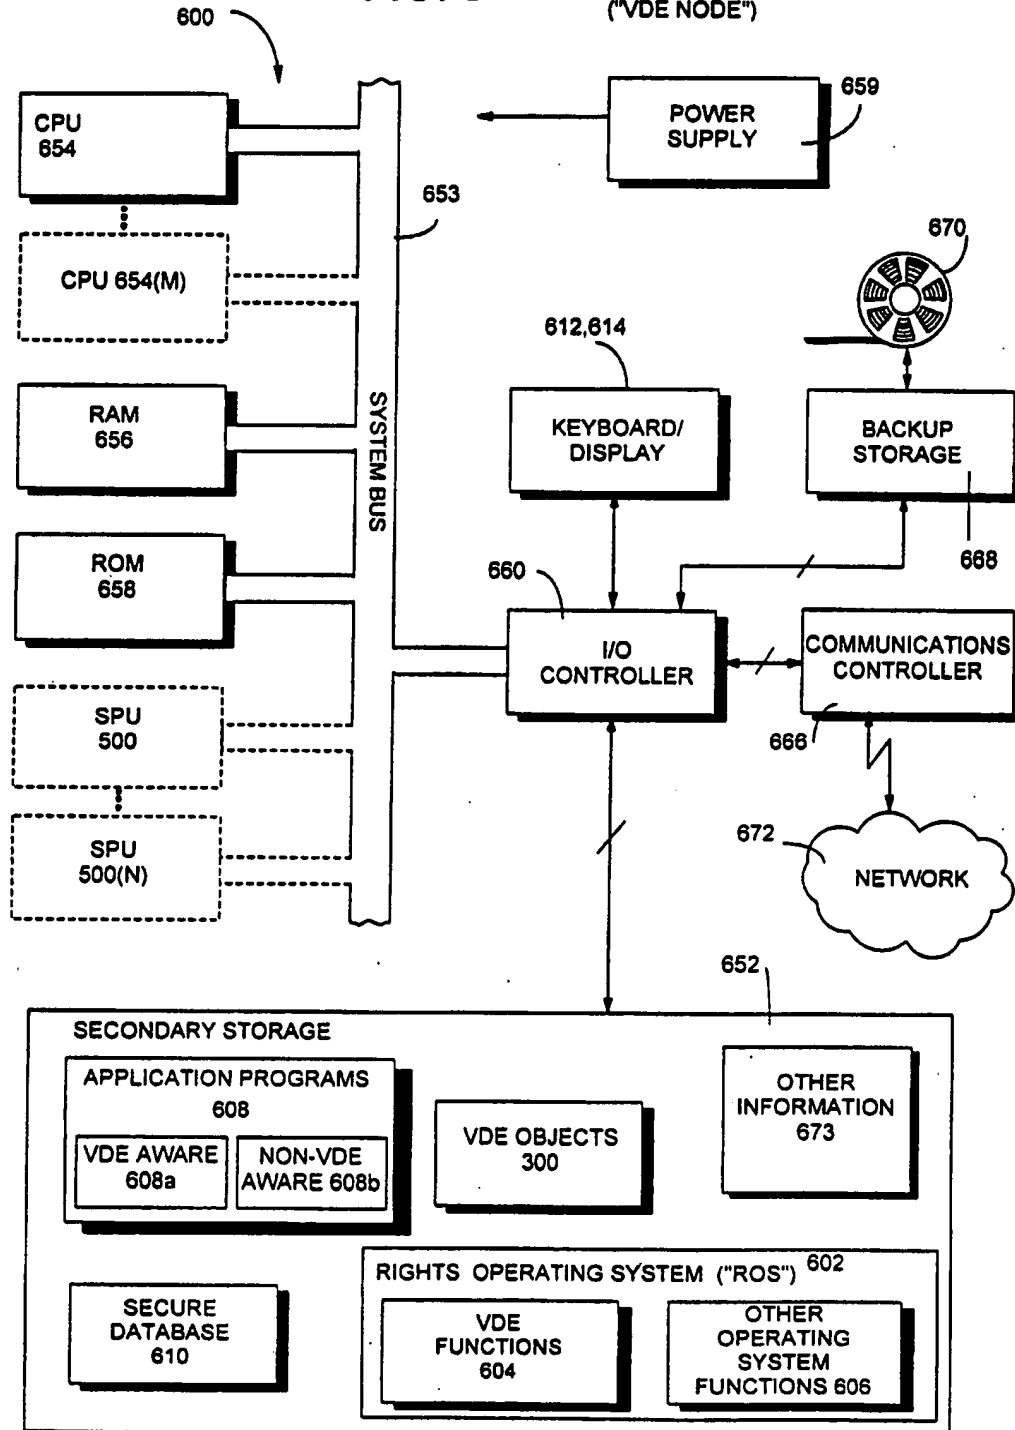 ("VDE NODE")
600
CPU
654
POWER
SUPPLY
659
653
CPU 654(M)
670
612,614
RAM
656
SYSTEM BUS
KEYBOARD/
DISPLAY
BACKUP
STORAGE
668
ROM
658
660
I/O
CONTROLLER
COMMUNICATIONS
CONTROLLER
666
SPU
500
SPU
500(N)
672
NETWORK
652
SECONDARY STORAGE
APPLICATION PROGRAMS
608
VDE AWARE
608a
NON-VDE
AWARE 608b
VDE OBJECTS
300
OTHER
INFORMATION
673
SECURE
DATABASE
610
RIGHTS OPERATING SYSTEM ("ROS") 602
VDE
FUNCTIONS
604
OTHER
OPERATING
SYSTEM
FUNCTIONS 606